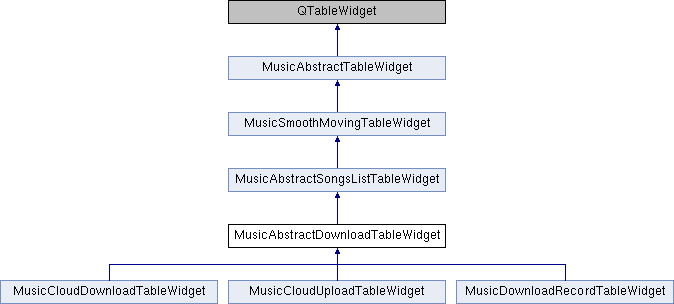 QTableWidget
MusicAbstractTableWidget
MusicSmoothMovingTableWidget
MusicAbstractSongsListTableWidget
MusicAbstractDownloadTableWidget
MusicCloudDownloadTableWidget
MusicCloudUploadTableWidget
MusicDownloadRecordTableWidget